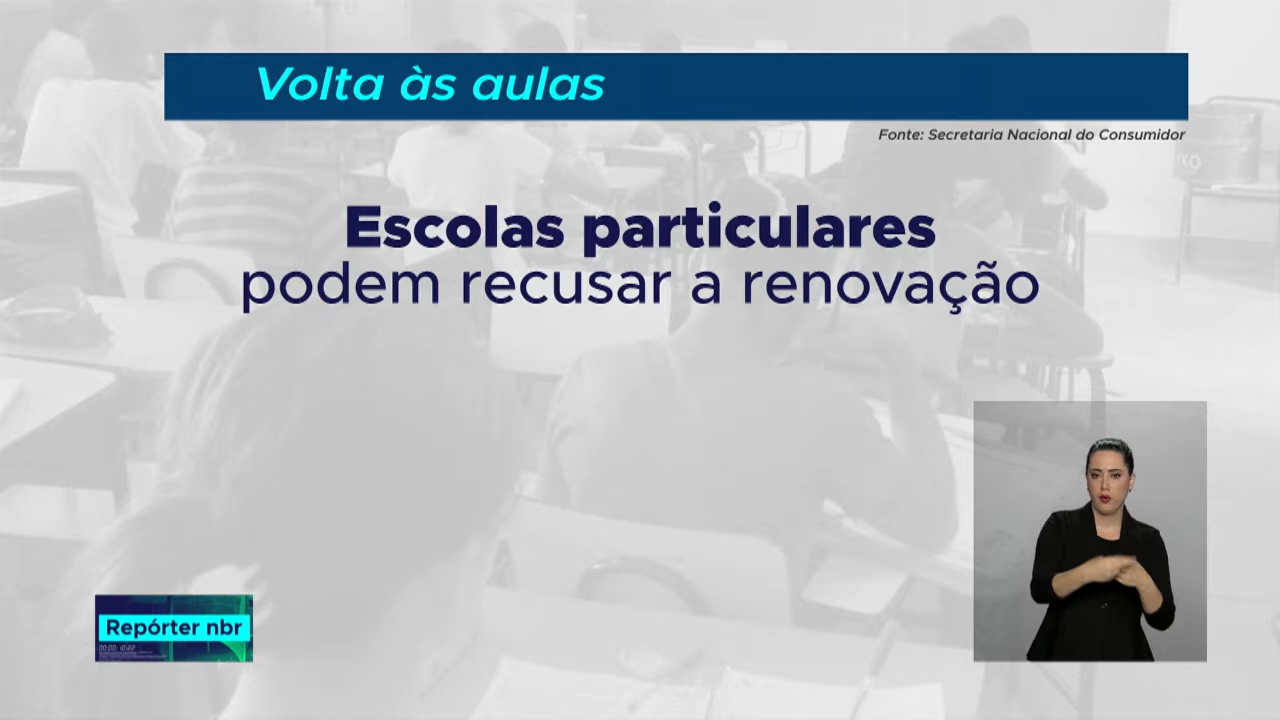 Volta às aulas
Fonte: Secretaria Nacional do Consumidor
Escolas particulares
podem recusar a renovação
Repórter nbr